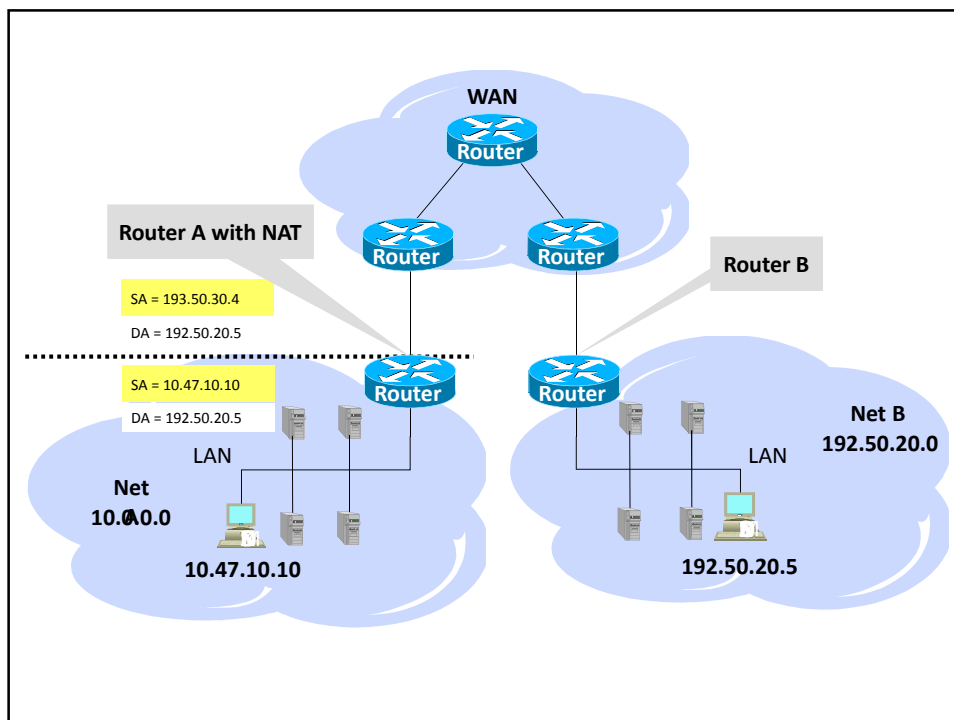 WAN
Router
Router A with NAT
Router
Router
Router B
SA = 193.50.30.4
DA = 192.50.20.5
SA = 10.47.10.10
DA = 192.50.20.5
Router
Router
Net B
192.50.20.0
LAN
LAN
Net
A
10.0.0.0
10.47.10.10
192.50.20.5